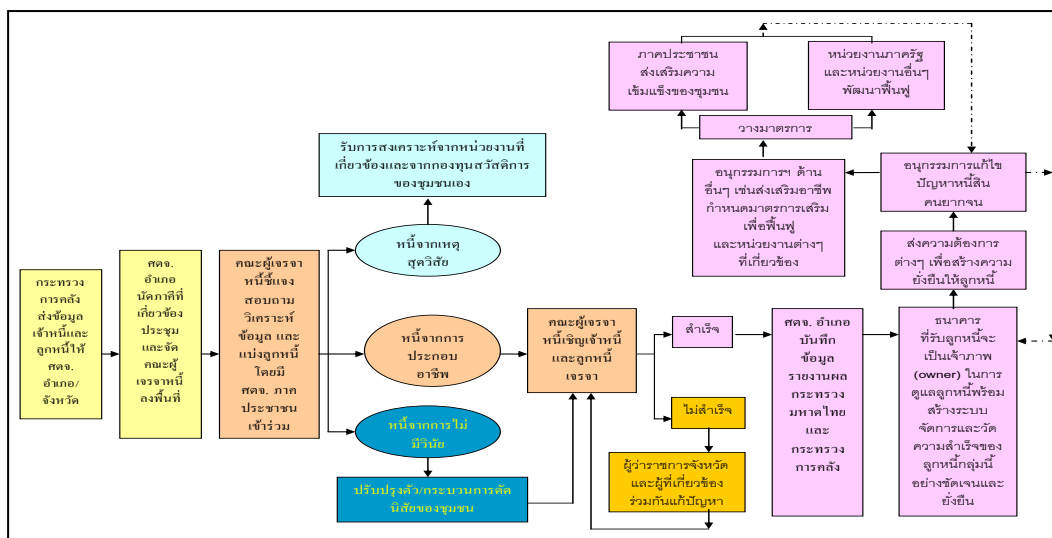 ภาคประชาชน
ส่งเสริมความ
เข้มแข็งของชุมชน
หน่วยงานภาครัฐ
และหน่วยงานอื่นๆ
พัฒนาฟื้นฟู
วางมาตรการ
รับการสงเคราะห์จากหน่วยงานที่
เกี่ยวข้องและจากกองทุนสวัสดิการ
ของชุมชนเอง
อนุกรรมการฯ ด้าน
อื่นๆ เช่นส่งเสริมอาชีพ
กำหนดมาตรการเสริม
เพื่อฟื้นฟู
และหน่วยงานต่างๆ
ที่เกี่ยวข้อง
อนุกรรมการแก้ไข
ปัญหาหนี้สิน
คนยากจน
หนี้จากเหตุ
สุดวิสัย
ส่งความต้องการ
ต่างๆ เพื่อสร้างความ
ยั่งยืนให้ลูกหนี้
กระทรวง
การคลัง
ส่งข้อมูล
เจ้าหนี้และ
ลูกหนี้ให้
ศตจ.
อำเภอ/
จังหวัด
ศตจ.
อำเภอ
นัดภาคีที่
เกี่ยวข้อง
ประชุม
และจัด
คณะผู้
เจรจาหนี้
ลงพื้นที่
คณะผู้เจรจา
หนี้ชี้แจง
สอบถาม
วิเคราะห์
ข้อมูล และ
แบ่งลูกหนี้
โดยมี
ศตจ. ภาค
ประชาชน
เข้าร่วม
หนี้จากการ
ประกอบ
อาชีพ
คณะผู้เจรจา
หนี้เชิญเจ้าหนี้
และลูกหนี้
เจรจา
สำเร็จ
ศตจ. อำเภอ
บันทึก
ข้อมูล
รายงานผล
กระทรวง
มหาดไทย
และ
กระทรวง
การคลัง
ธนาคาร
ที่รับลูกหนี้จะ
เป็นเจ้าภาพ
(owner) ในการ
ดูแลลูกหนี้พร้อม
สร้างระบบ
จัดการและวัด
ความสำเร็จของ
ลูกหนี้กลุ่มนี้
อย่างชัดเจนและ
ยั่งยืน
หนี้จากการไม่
มีวินัย
ไม่สำเร็จ
ปรับปรุงตัว/กระบวนการดัด
นิสัยของชุมชน
ผู้ว่าราชการจังหวัด
และผู้ที่เกี่ยวข้อง
ร่วมกันแก้ปัญหา